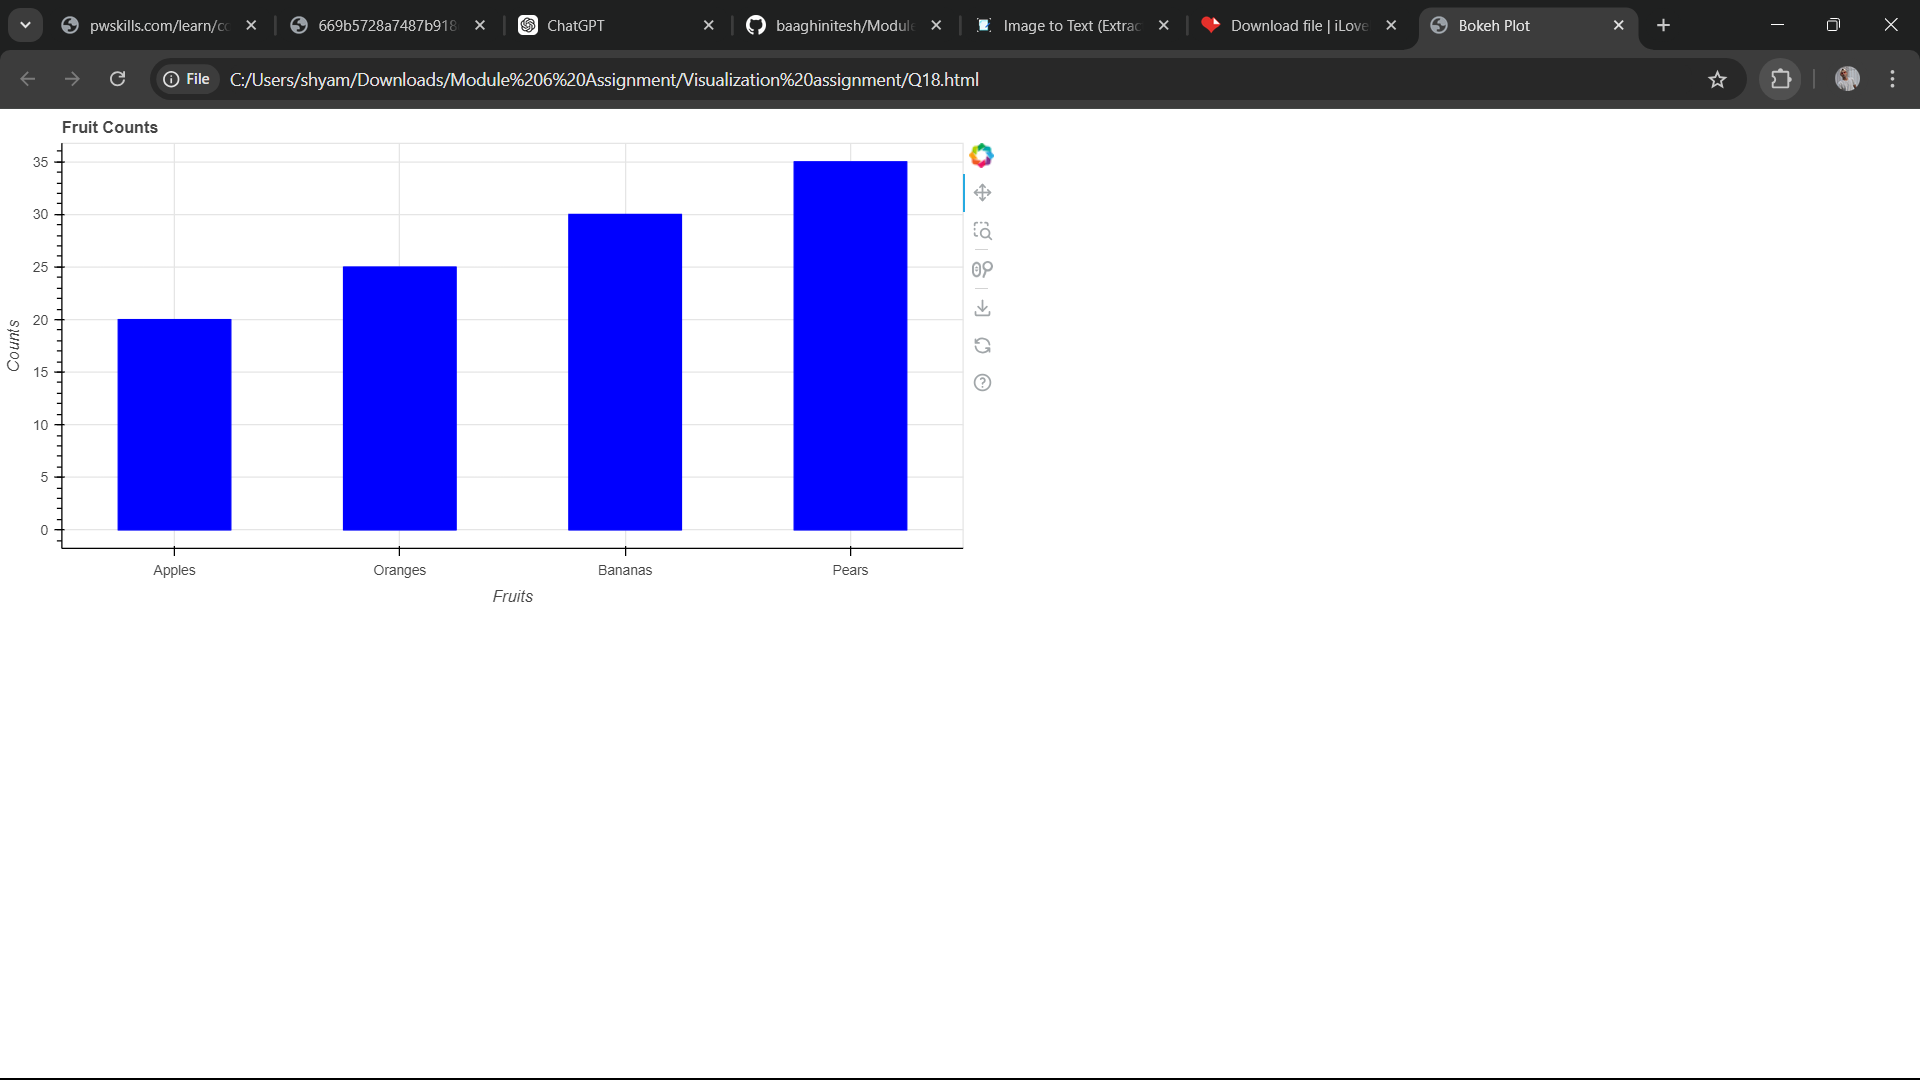 pwskills.com/learn/co
669b5728a7487b918
ChatGPT
baaghinitesh/Module
Image to Text (Extrac
Download file | iLove
Bokeh Plot
File
C:/Users/shyam/Downloads/Module%206%20Assignment/Visualization%20assignment/Q18.html
Fruit Counts
35
30
25
20
15
10
5
0
Counts
Apples
Oranges
Bananas
Pears
Fruits